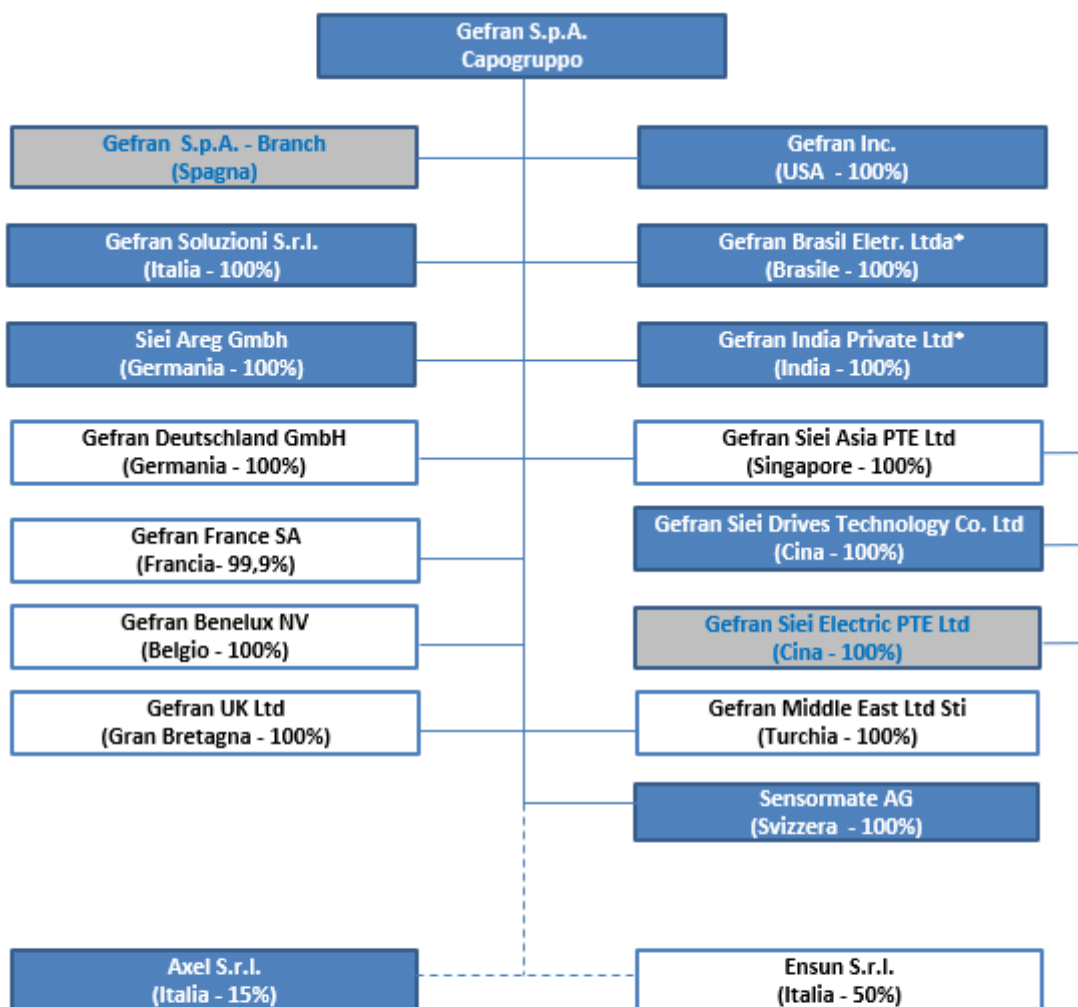 Gefran S.p.A.
Capogruppo
Gefran S.p.A. - Branch
(Spagna)
Gefran Inc.
(USA - 100%)
Gefran Soluzioni S.r.l.
(Italia - 100%)
Gefran Brasil Eletr. Ltda*
(Brasile - 100%)
Siei Areg Gmbh
(Germania - 100%)
Gefran India Private Ltd*
(India - 100%)
Gefran Deutschland GmbH
(Germania - 100%)
Gefran Siei Asia PTE Ltd
(Singapore - 100%)
Gefran France SA
(Francia- 99,9%)
Gefran Siei Drives Technology Co. Ltd
(Cina - 100%)
Gefran Benelux NV
(Belgio - 100%)
Gefran Siei Electric PTE Ltd
(Cina - 100%)
Gefran UK Ltd
(Gran Bretagna - 100%)
Gefran Middle East Ltd Sti
(Turchia - 100%)
Sensormate AG
(Svizzera - 100%)
Axel S.r.l.
(Italia - 15%)
Ensun S.r.l.
(Italia - 50%)